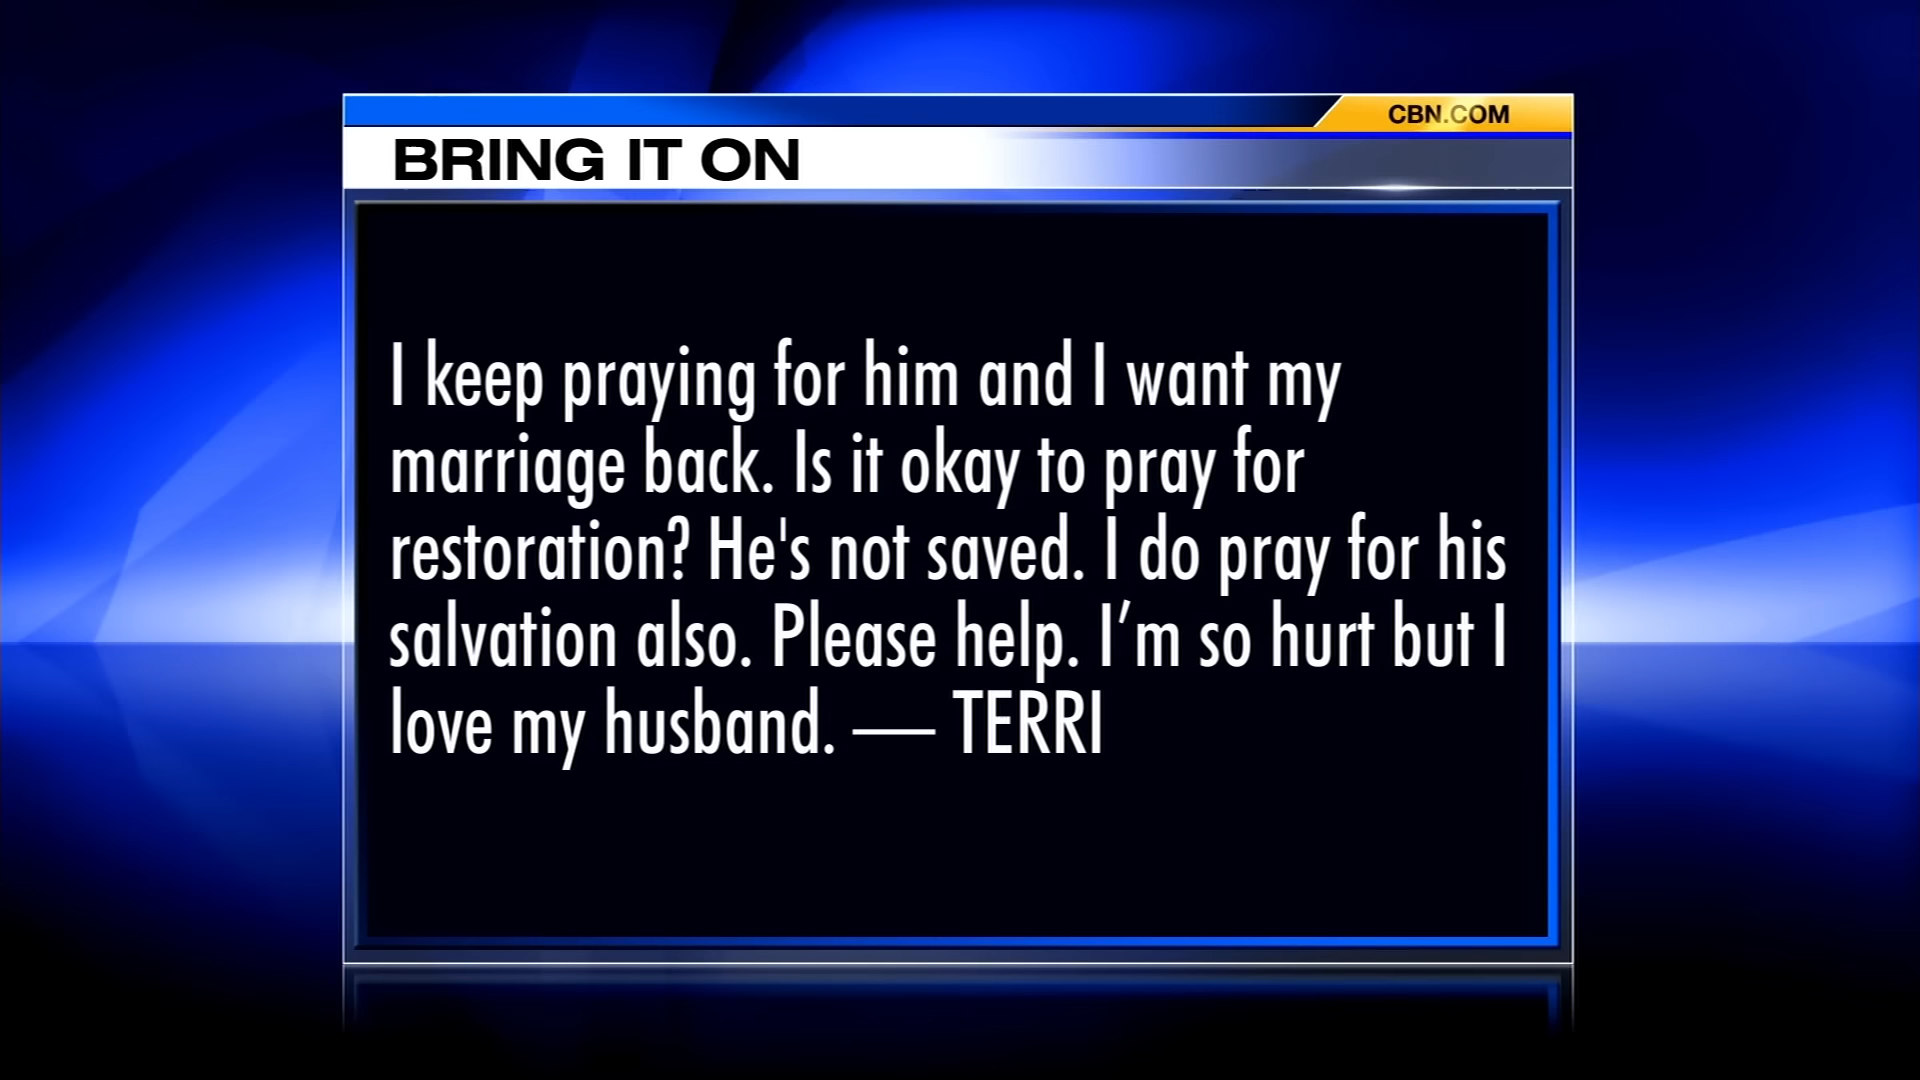 CBN.COM
BRING IT ON
I keep praying for him and I want my
marriage back. Is it okay to pray for
restoration? He's not saved. I do pray for his
salvation also. Please help. I’m so hurt but I
love my husband. — TERRI